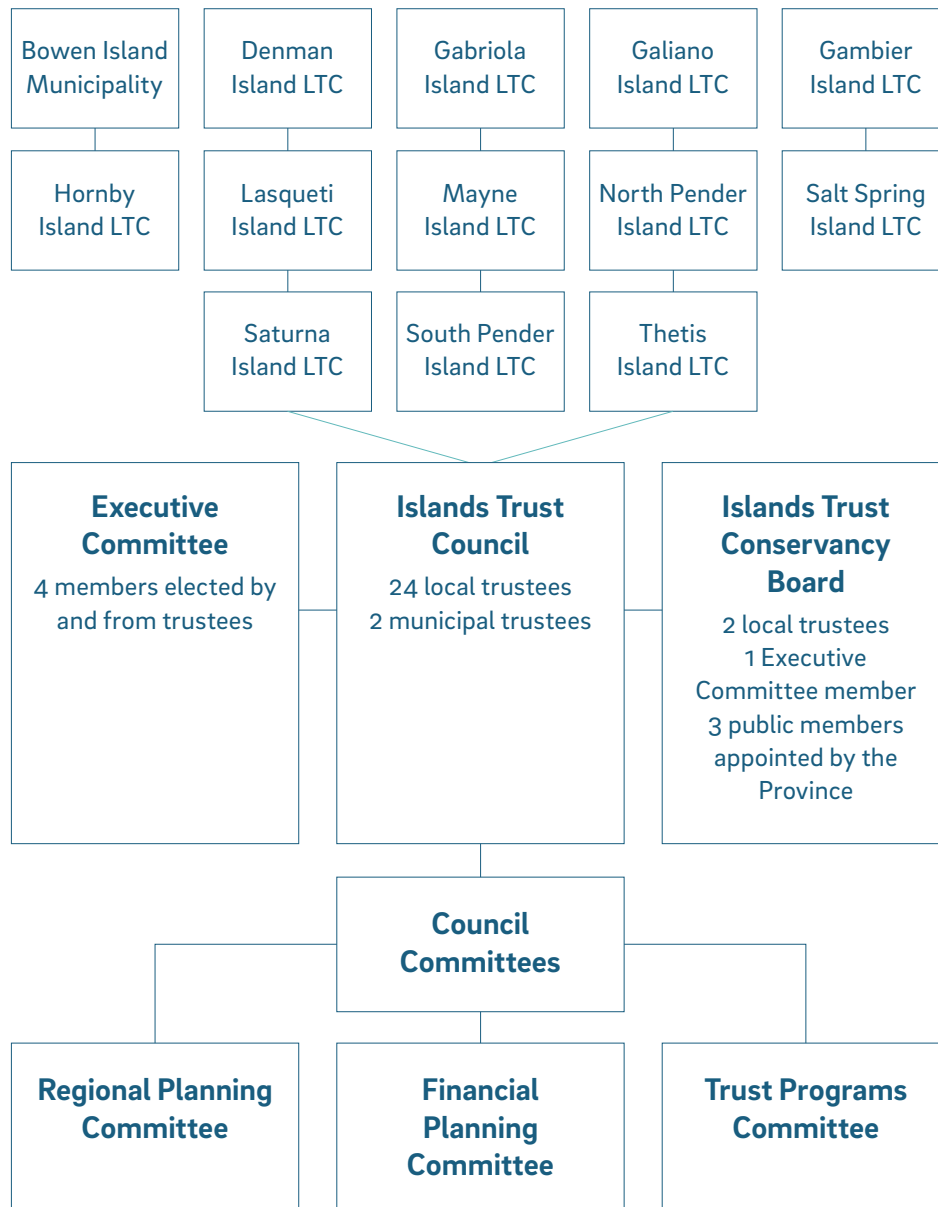 Bowen Island
Municipality
Denman
Island LTC
Gabriola
Island LTC
Galiano
Island LTC
Gambier
Island LTC
Hornby
Island LTC
Lasqueti
Island LTC
Mayne
Island LTC
North Pender
Island LTC
Salt Spring
Island LTC
Saturna
Island LTC
South Pender
Island LTC
Thetis
Island LTC
Executive
Committee
4 members elected by
and from trustees
Islands Trust
Council
24 local trustees
2 municipal trustees
Islands Trust
Conservancy
Board
2 local trustees
1 Executive
Committee member
3 public members
appointed by the
Province
Council
Committees
Regional Planning
Committee
Financial
Planning
Committee
Trust Programs
Committee